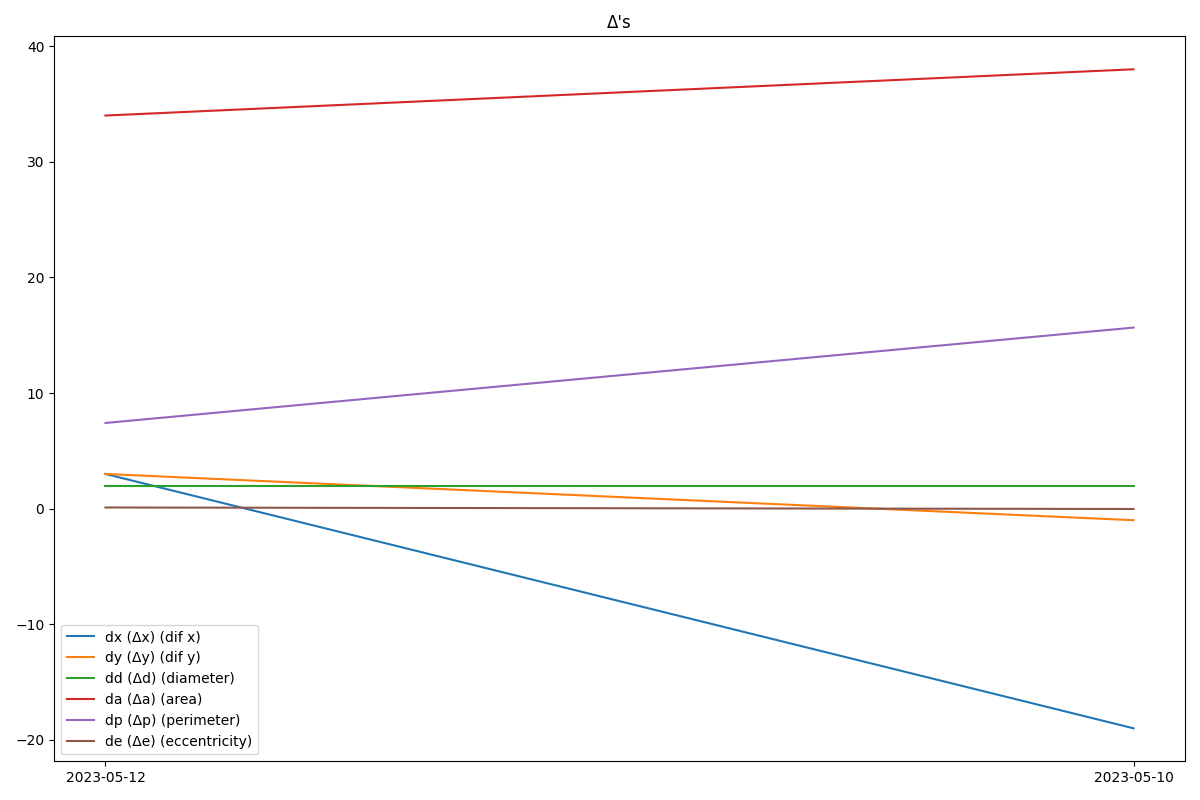 Δ's
40
30
20
10
0
−10
−20
dx (Δx) (dif x)
dy (Δy) (dif y)
dd (Δd) (diameter)
da (Δa) (area)
dp (Δp) (perimeter)
de (Δe) (eccentricity)
2023-05-12
2023-05-10